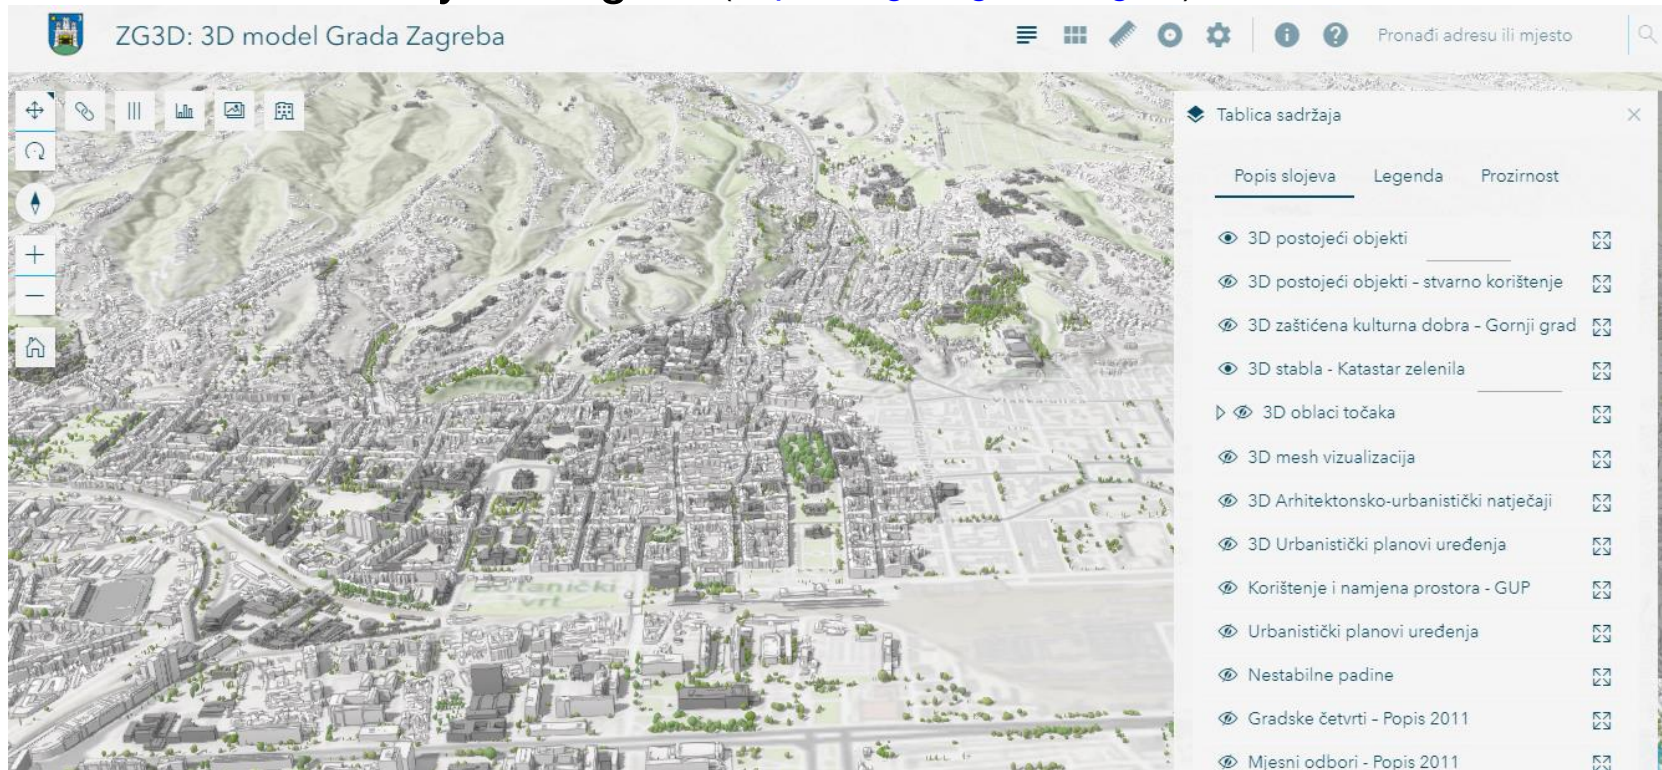 ZG3D: 3D model Grada Zagreba
Pronađi adresu ili mjesto
Tablica sadržaja
Popis slojeva Legenda Prozirnost
3D postojeći objekti
3D postojeći objekti - stvarno korištenje
3D zaštićena kulturna dobra - Gornji grad
3D stabla - Katastar zelenila
3D oblaci točaka
3D mesh vizualizacija
3D Arhitektonsko-urbanistički natječaji
3D Urbanistički planovi uređenja
Korištenje i namjena prostora - GUP
Urbanistički planovi uređenja
Nestabilne padine
Gradske četvrti - Popis 2011
Mjesni odbori - Popis 2011
Botanički
vrt